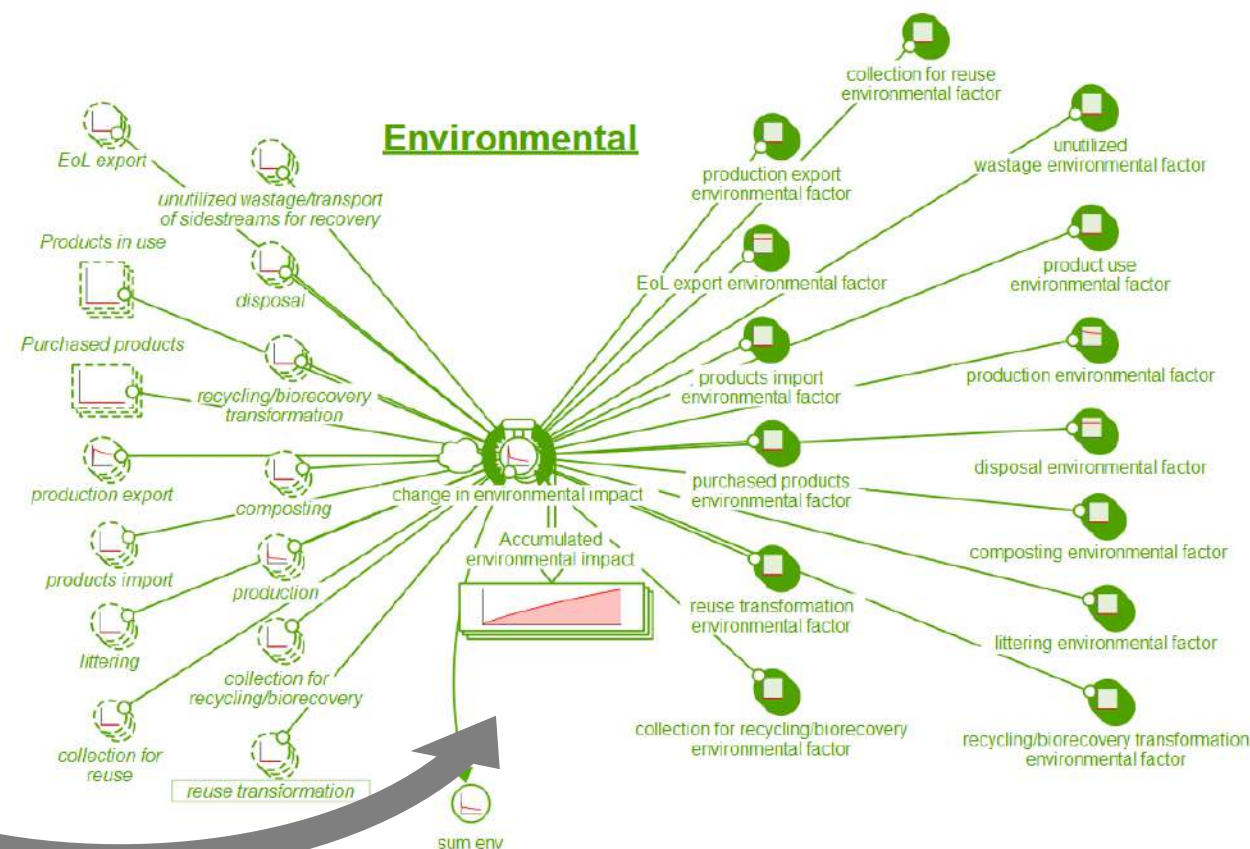 Environmental
EoL export
unutilized wastage/transport
of sidestreams for recovery
Products in use
disposal
Purchased products
recycling/biorecovery
transformation
production export
composting
products import
production
littering
collection for
recycling/biorecovery
collection for
reuse
reuse transformation
change in environmental impact
Accumulated
environmental impact
sum env
collection for reuse
environmental factor
production export
environmental factor
unutilized
wastage environmental factor
EoL export environmental factor
product use
environmental factor
products import
environmental factor
production environmental factor
purchased products
environmental factor
disposal environmental factor
composting environmental factor
reuse transformation
environmental factor
littering environmental factor
collection for recycling/biorecovery
environmental factor
recycling/biorecovery transformation
environmental factor